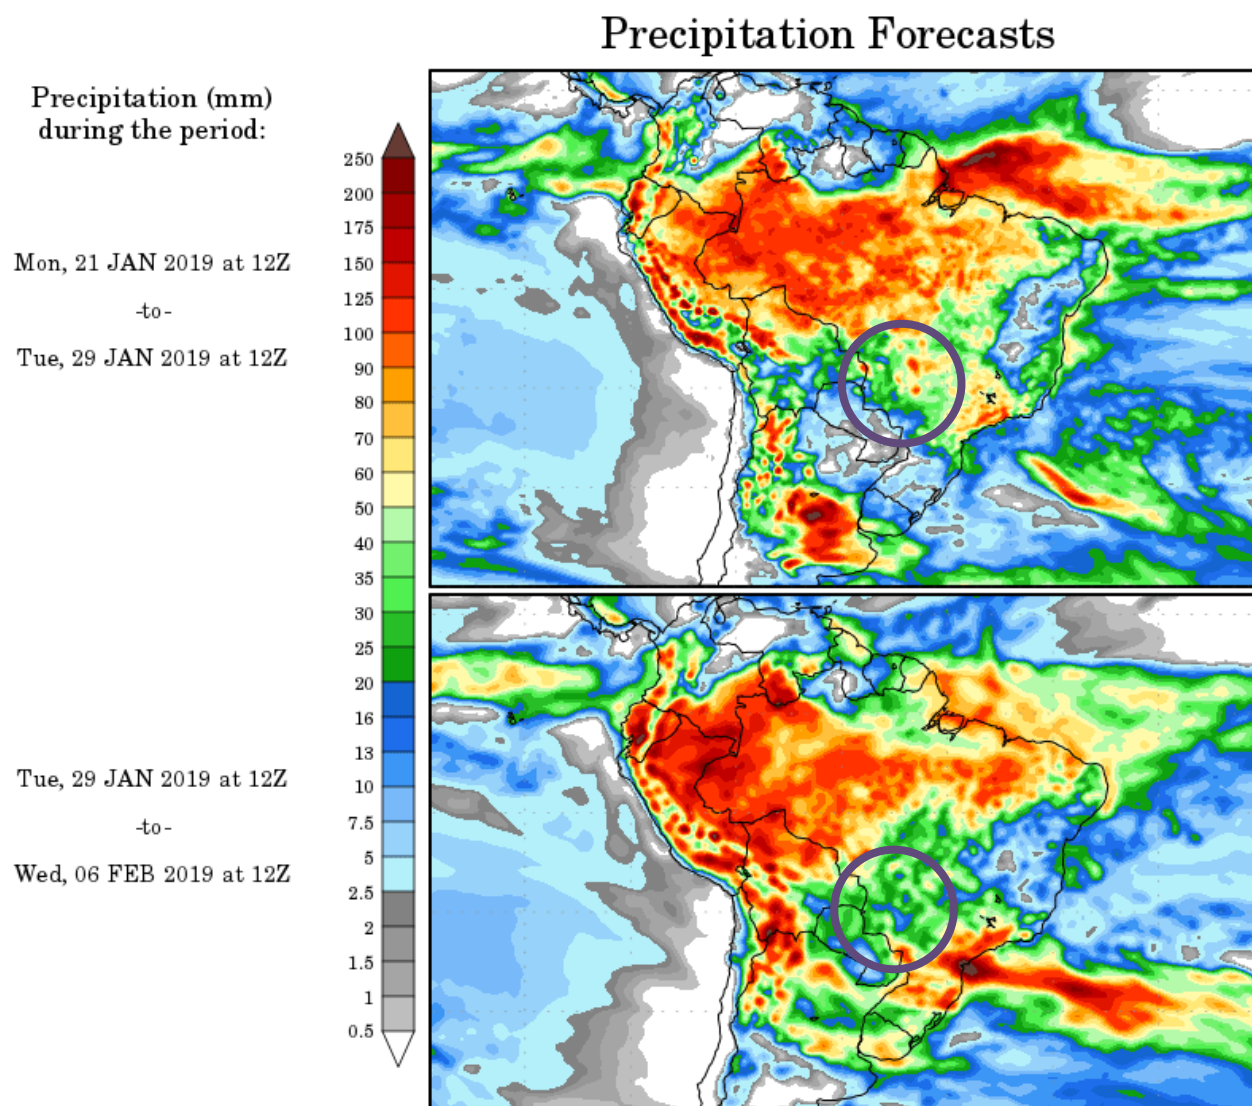 Precipitation Forecasts
Precipitation (mm)
during the period:
Mon, 21 JAN 2019 at 12Z
-to-
Tue, 29 JAN 2019 at 12Z
Tue, 29 JAN 2019 at 12Z
-to-
Wed, 06 FEB 2019 at 12Z
250
200
175
150
125
100
90
80
70
60
50
40
35
30
25
20
16
13
10
7.5
5
2.5
2
1.5
1
0.5